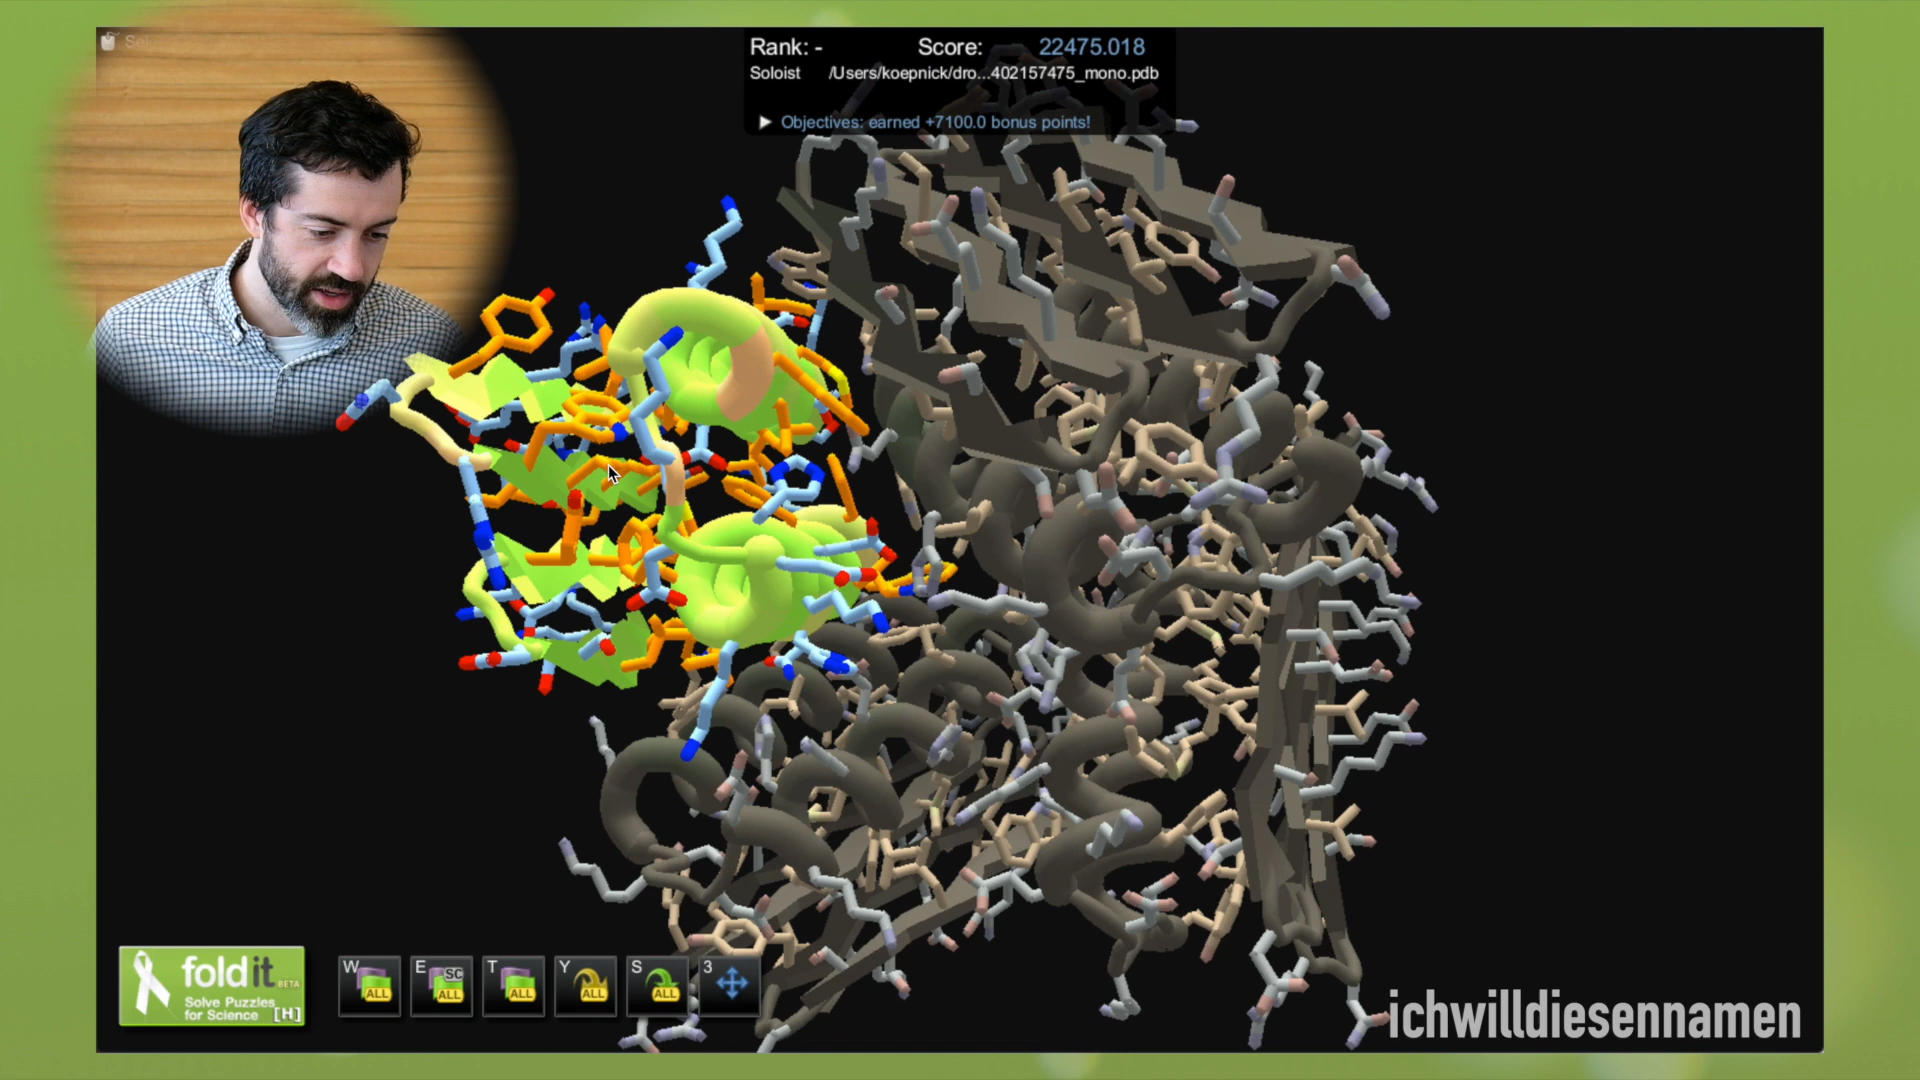 Rank: - Score: 22475.018
Soloist /Users/koepnick/dro...402157475_mono.pdb
▶ Objectives: earned +7100.0 bonus points!
foldit BETA
Solve Puzzles
for Science [H]
W ALL E SC ALL T ALL Y ALL S ALL 3
ichwilldiesennamen